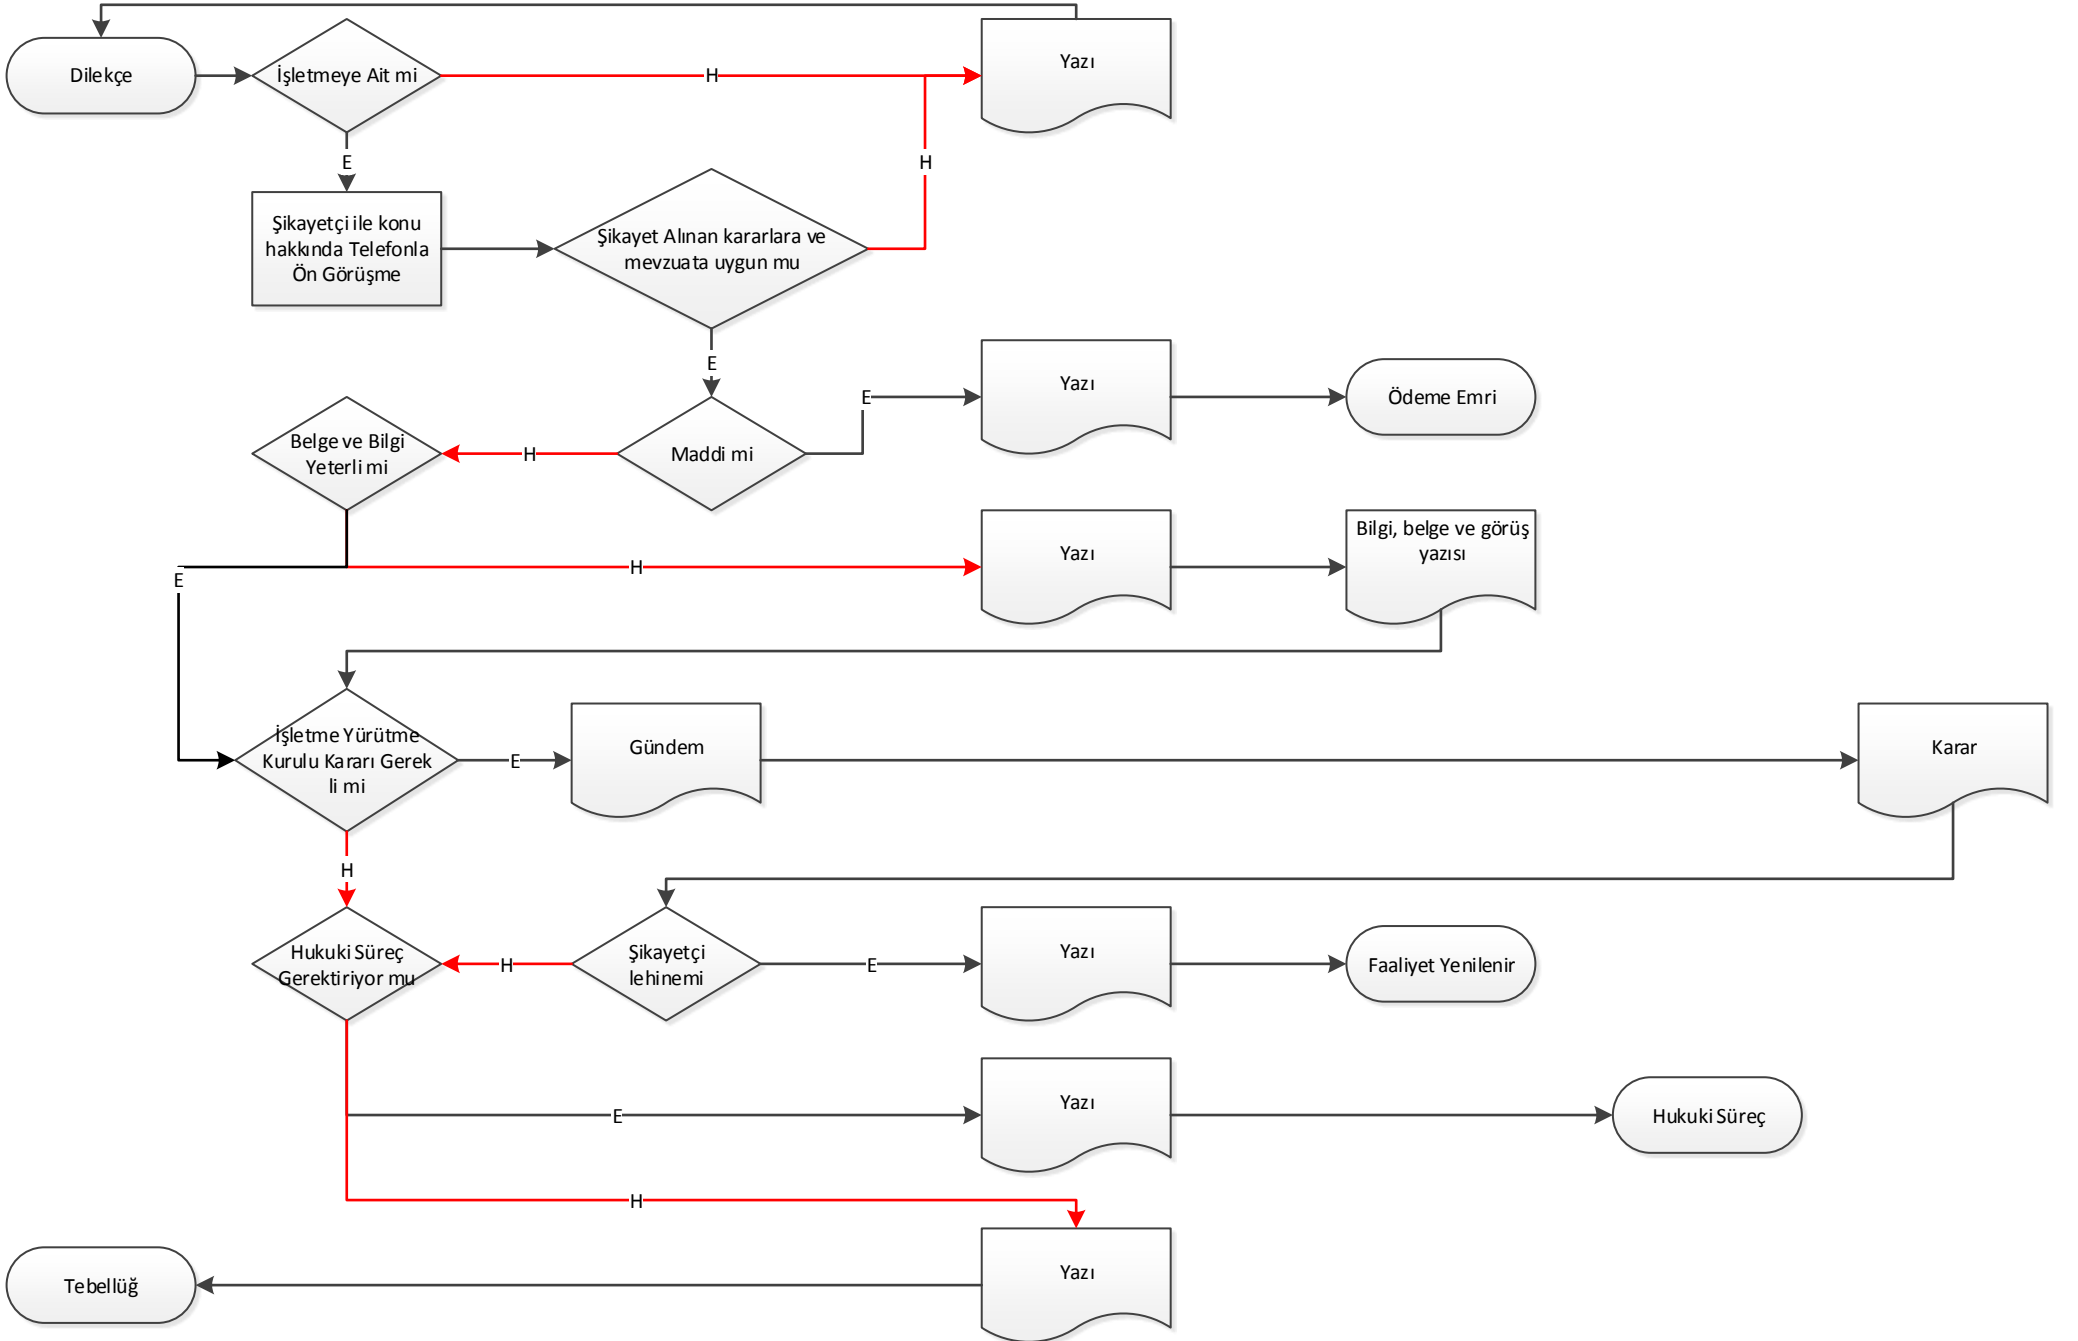 Dilekçe
İşletmeye Ait mi
H
Yazı
E
H
Şikayetçi ile konu
hakkında Telefonla
Ön Görüşme
Şikayet Alınan kararlara ve
mevzuata uygun mu
E
Belge ve Bilgi
Yeterli mi
H
Maddi mi
E
Yazı
Ödeme Emri
E
H
Yazı
Bilgi, belge ve görüş
yazısı
İşletme Yürütme
Kurulu Kararı Gerek
li mi
E
Gündem
Karar
H
Hukuki Süreç
Gerektiriyor mu
H
Şikayetçi
lehinemi
E
Yazı
Faaliyet Yenilenir
E
Yazı
Hukuki Süreç
H
Tebellüğ
Yazı